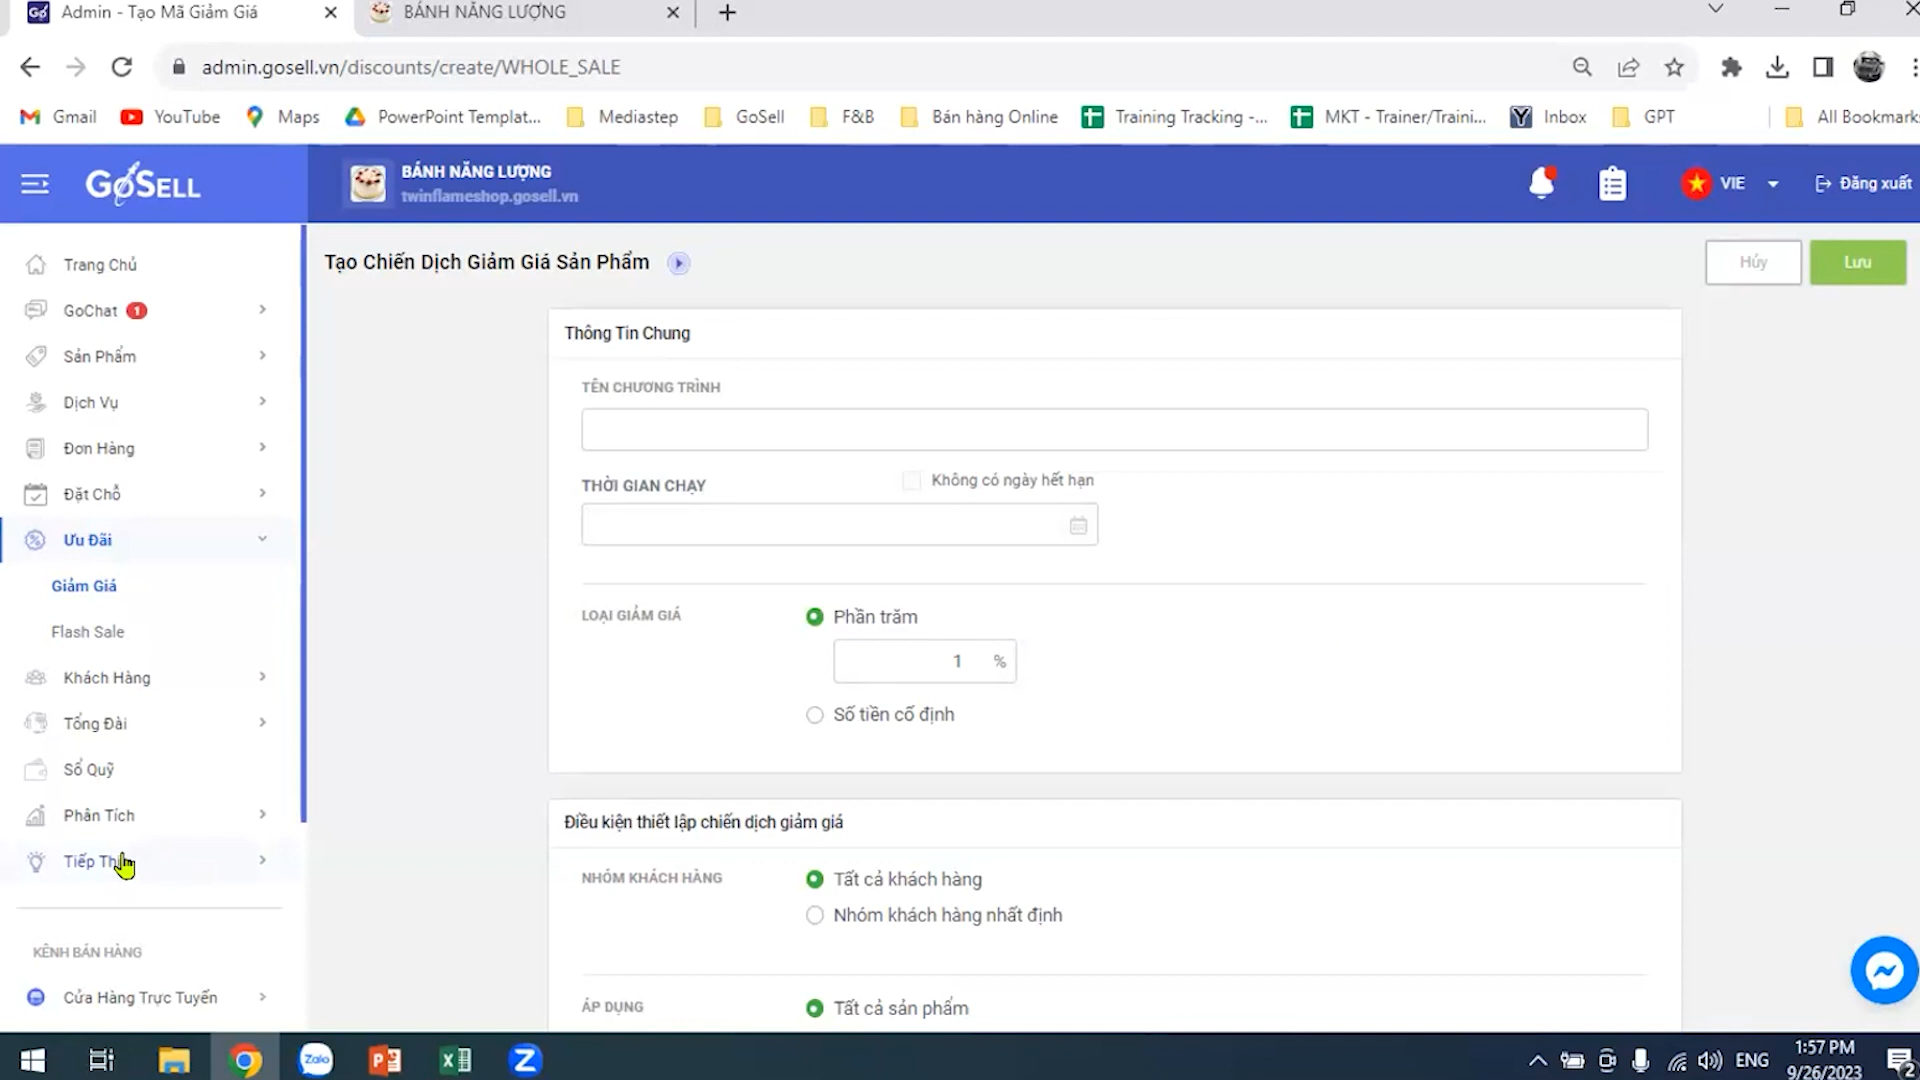 Admin - Tạo Mã Giảm Giá
BÁNH NĂNG LƯỢNG
admin.gosell.vn/discounts/create/WHOLE_SALE
Gmail
YouTube
Maps
PowerPoint Templat...
Mediastep
GoSell
F&B
Bán hàng Online
Training Tracking -...
MKT - Trainer/Traini...
Inbox
GPT
All Bookmarks
GOSELL
BÁNH NĂNG LƯỢNG
twinflameshop.gosell.vn
VIE
Đăng xuất
Trang Chủ
GoChat 1
Sản Phẩm
Dịch Vụ
Đơn Hàng
Đặt Chỗ
Ưu Đãi
Giảm Giá
Flash Sale
Khách Hàng
Tổng Đài
Sổ Quỹ
Phân Tích
Tiếp Th
KÊNH BÁN HÀNG
Cửa Hàng Trực Tuyến
Tạo Chiến Dịch Giảm Giá Sản Phẩm
Hủy
Lưu
Thông Tin Chung
TÊN CHƯƠNG TRÌNH
THỜI GIAN CHẠY
Không có ngày hết hạn
LOẠI GIẢM GIÁ
Phần trăm
1 %
Số tiền cố định
Điều kiện thiết lập chiến dịch giảm giá
NHÓM KHÁCH HÀNG
Tất cả khách hàng
Nhóm khách hàng nhất định
ÁP DỤNG
Tất cả sản phẩm
Zalo
ENG
1:57 PM
9/26/2023
2